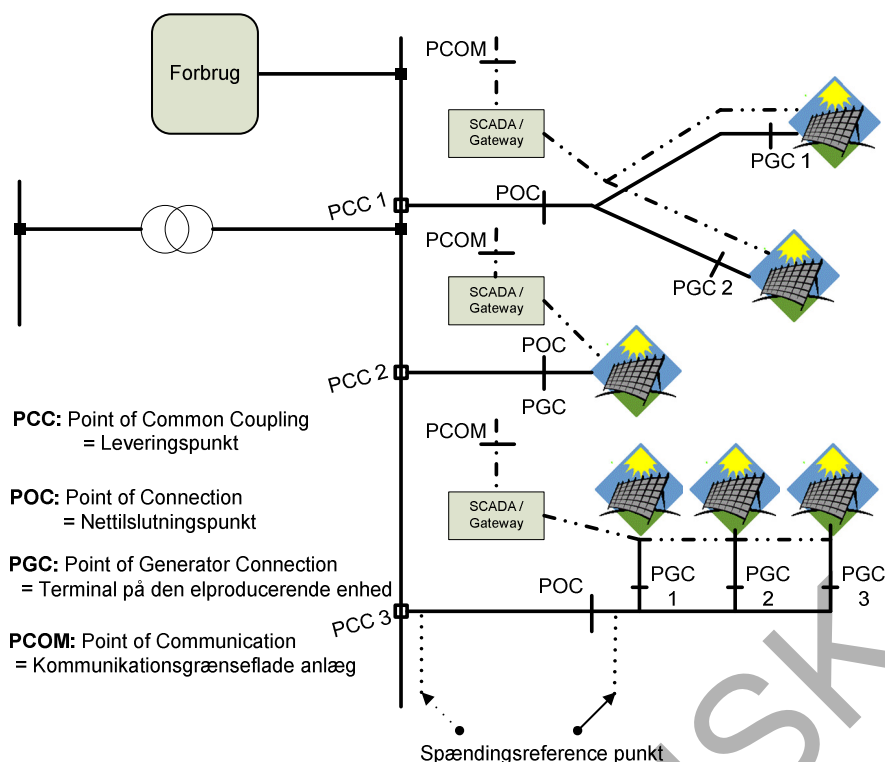 Forbrug
PCOM
SCADA /
Gateway
PGC 1
PCC 1
POC
PGC 2
PCOM
SCADA /
Gateway
POC
PCC 2
PGC
PCC: Point of Common Coupling
= Leveringspunkt
PCOM
POC: Point of Connection
= Nettilslutningspunkt
SCADA /
Gateway
PGC: Point of Generator Connection
= Terminal på den elproducerende enhed
POC
PGC
1
PGC
2
PGC
3
PCC 3
PCOM: Point of Communication
= Kommunikationsgrænseflade anlæg
Spændingsreference punkt